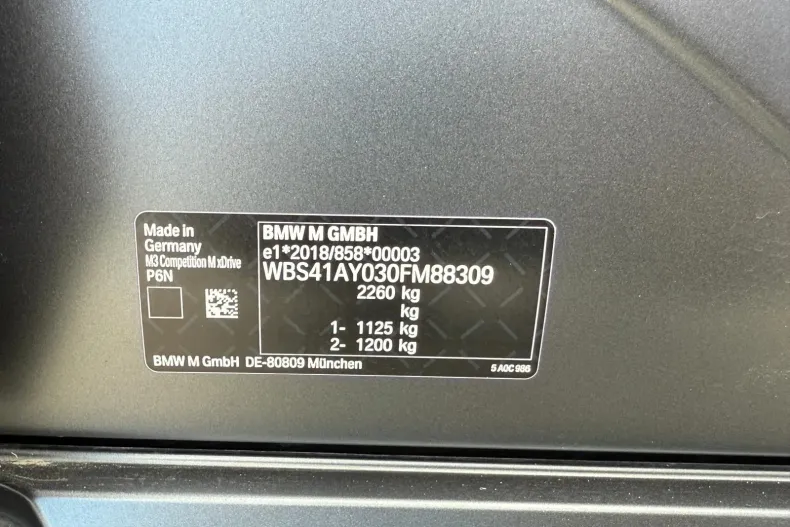 Made in
Germany
M3 Competition M xDrive
P6N
BMW M GMBH
e1*2018/858*00003
WBS41AY030FM88309
2260 kg
kg
1- 1125 kg
2- 1200 kg
BMW M GmbH DE-80809 München
5 A0C 986